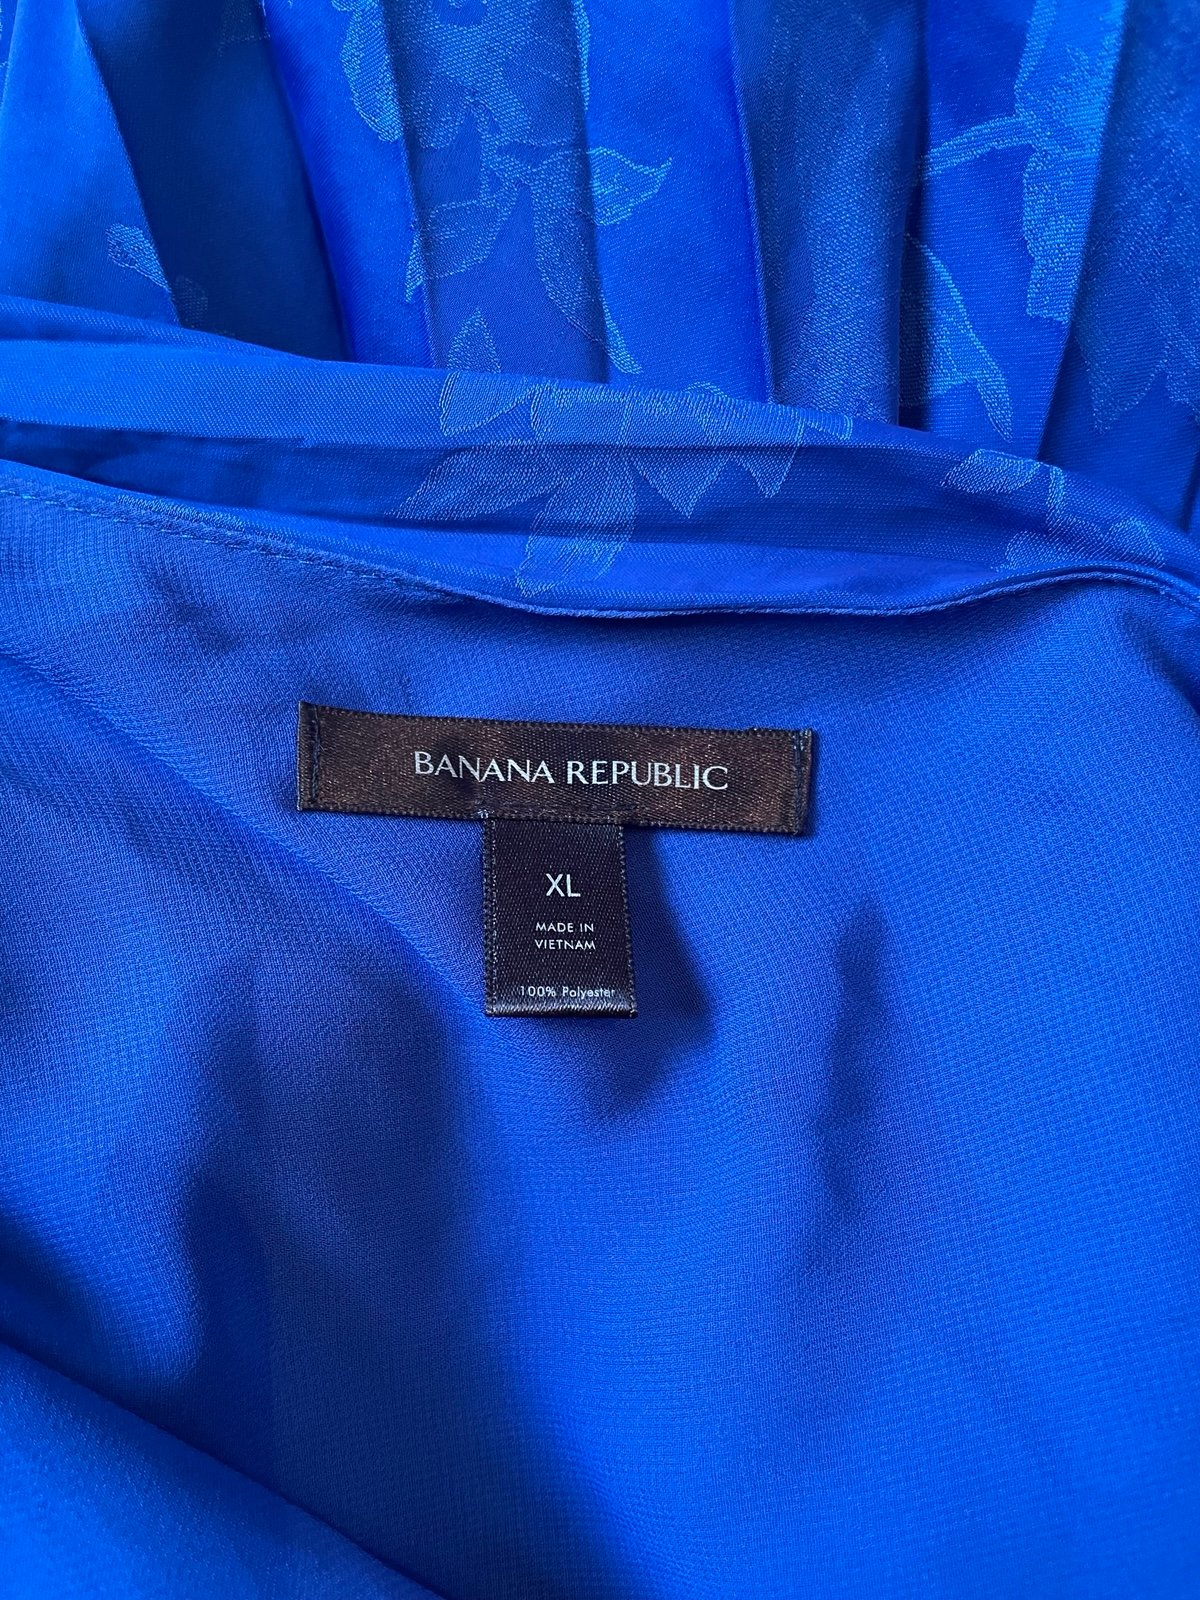 BANANA REPUBLIC
XL
MADE IN
VIETNAM
100% Polyester